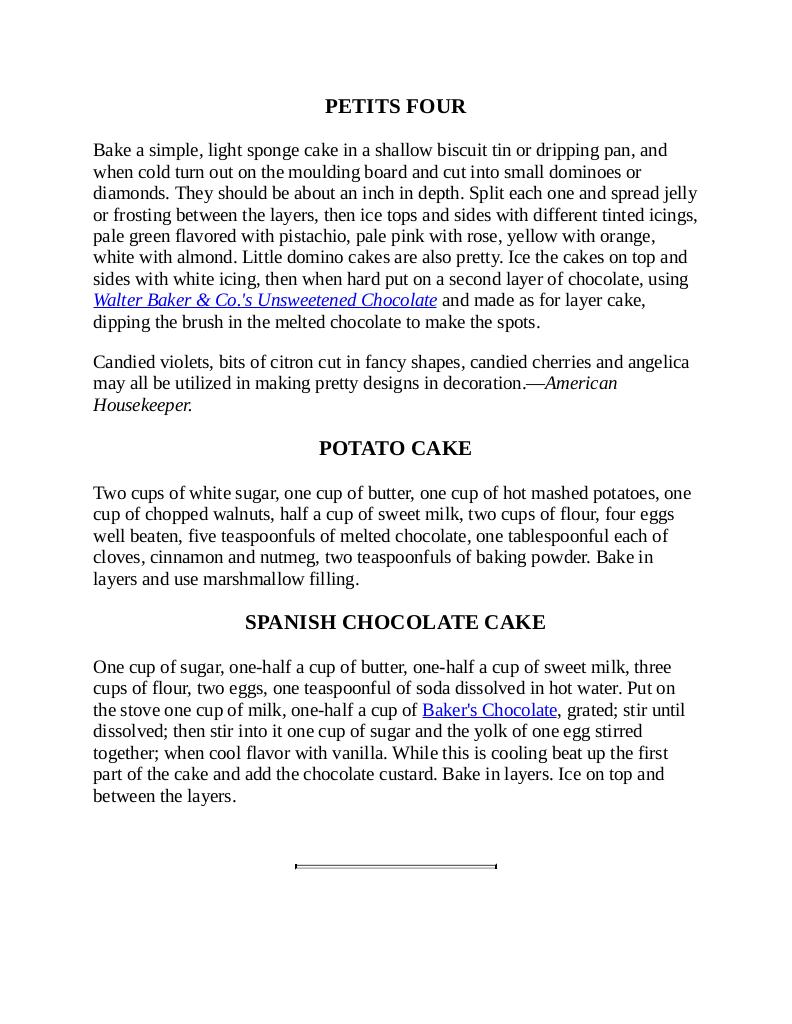 PETITS FOUR
Bake a simple, light sponge cake in a shallow biscuit tin or dripping pan, and
when cold turn out on the moulding board and cut into small dominoes or
diamonds. They should be about an inch in depth. Split each one and spread jelly
or frosting between the layers, then ice tops and sides with different tinted icings,
pale green flavored with pistachio, pale pink with rose, yellow with orange,
white with almond. Little domino cakes are also pretty. Ice the cakes on top and
sides with white icing, then when hard put on a second layer of chocolate, using
Walter Baker & Co.'s Unsweetened Chocolate and made as for layer cake,
dipping the brush in the melted chocolate to make the spots.
Candied violets, bits of citron cut in fancy shapes, candied cherries and angelica
may all be utilized in making pretty designs in decoration.—American
Housekeeper.
POTATO CAKE
Two cups of white sugar, one cup of butter, one cup of hot mashed potatoes, one
cup of chopped walnuts, half a cup of sweet milk, two cups of flour, four eggs
well beaten, five teaspoonfuls of melted chocolate, one tablespoonful each of
cloves, cinnamon and nutmeg, two teaspoonfuls of baking powder. Bake in
layers and use marshmallow filling.
SPANISH CHOCOLATE CAKE
One cup of sugar, one-half a cup of butter, one-half a cup of sweet milk, three
cups of flour, two eggs, one teaspoonful of soda dissolved in hot water. Put on
the stove one cup of milk, one-half a cup of Baker's Chocolate, grated; stir until
dissolved; then stir into it one cup of sugar and the yolk of one egg stirred
together; when cool flavor with vanilla. While this is cooling beat up the first
part of the cake and add the chocolate custard. Bake in layers. Ice on top and
between the layers.